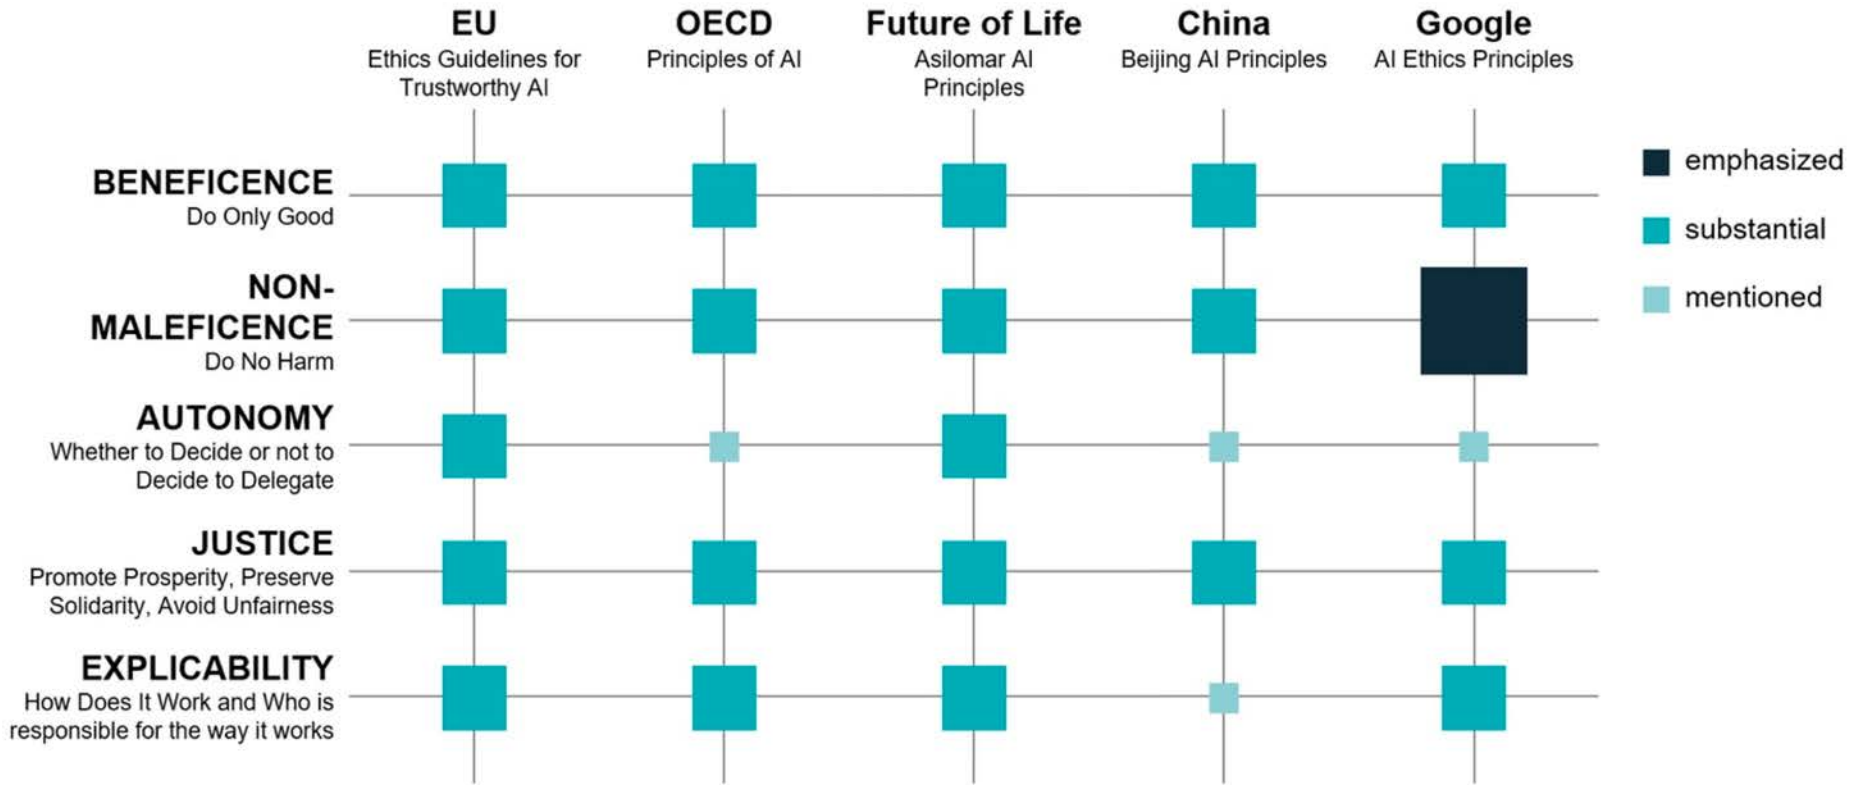 EU
Ethics Guidelines for
Trustworthy AI
OECD
Principles of AI
Future of Life
Asilomar AI
Principles
China
Beijing AI Principles
Google
AI Ethics Principles
BENEFICENCE
Do Only Good
NON-
MALEFICENCE
Do No Harm
AUTONOMY
Whether to Decide or not to
Decide to Delegate
JUSTICE
Promote Prosperity, Preserve
Solidarity, Avoid Unfairness
EXPLICABILITY
How Does It Work and Who is
responsible for the way it works
emphasized
substantial
mentioned